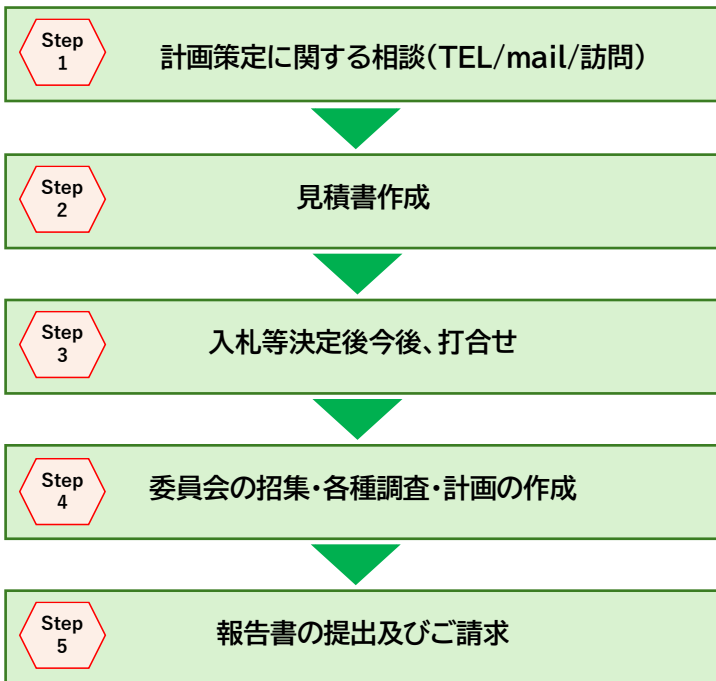 Step
1
計画策定に関する相談(TEL/mail/訪問)
Step
2
見積書作成
Step
3
入札等決定後今後、打合せ
Step
4
委員会の招集・各種調査・計画の作成
Step
5
報告書の提出及びご請求